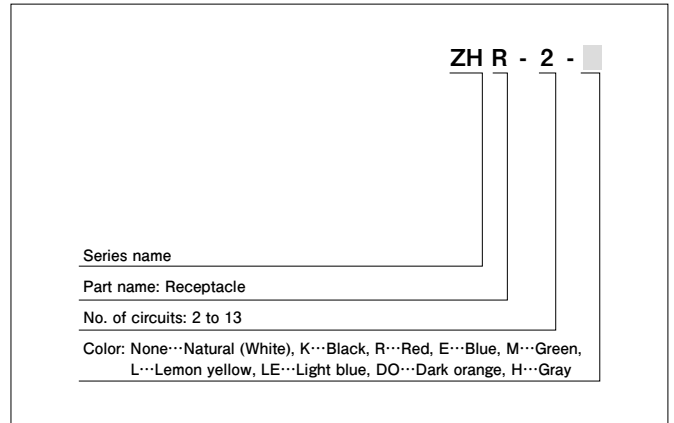 ZH R - 2 -
Series name
Part name: Receptacle
No. of circuits: 2 to 13
Color: None…Natural (White), K…Black, R…Red, E…Blue, M…Green,
L…Lemon yellow, LE…Light blue, DO…Dark orange, H…Gray